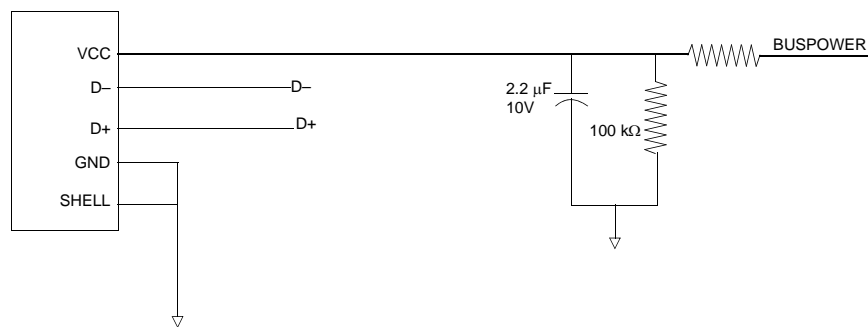 VCC
BUSPOWER
D–
D–
2.2 μF
10V
D+
D+
100 kΩ
GND
SHELL